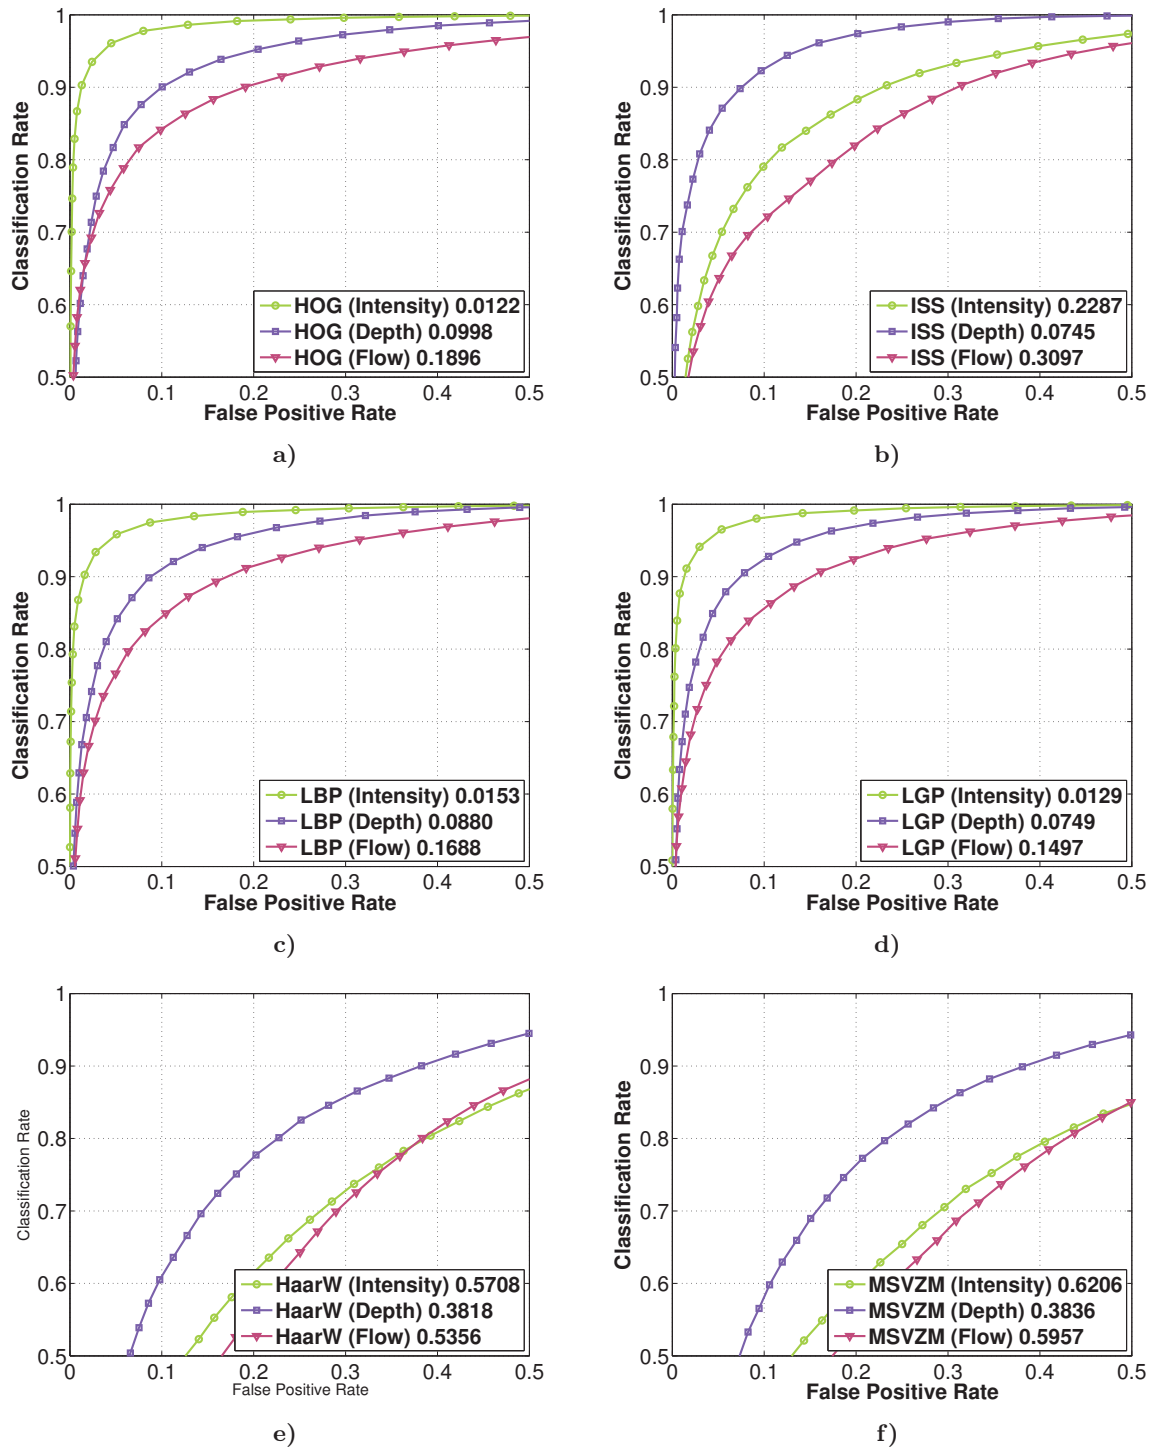 1
0.9
0.8
0.7
0.6
0.5
0 0.1 0.2 0.3 0.4 0.5
Classification Rate
False Positive Rate
HOG (Intensity) 0.0122
HOG (Depth) 0.0998
HOG (Flow) 0.1896
a)
1
0.9
0.8
0.7
0.6
0.5
0 0.1 0.2 0.3 0.4 0.5
Classification Rate
False Positive Rate
ISS (Intensity) 0.2287
ISS (Depth) 0.0745
ISS (Flow) 0.3097
b)
1
0.9
0.8
0.7
0.6
0.5
0 0.1 0.2 0.3 0.4 0.5
Classification Rate
False Positive Rate
LBP (Intensity) 0.0153
LBP (Depth) 0.0880
LBP (Flow) 0.1688
c)
1
0.9
0.8
0.7
0.6
0.5
0 0.1 0.2 0.3 0.4 0.5
Classification Rate
False Positive Rate
LGP (Intensity) 0.0129
LGP (Depth) 0.0749
LGP (Flow) 0.1497
d)
1
0.9
0.8
0.7
0.6
0.5
0 0.1 0.2 0.3 0.4 0.5
Classification Rate
False Positive Rate
HaarW (Intensity) 0.5708
HaarW (Depth) 0.3818
HaarW (Flow) 0.5356
e)
1
0.9
0.8
0.7
0.6
0.5
0 0.1 0.2 0.3 0.4 0.5
Classification Rate
False Positive Rate
MSVZM (Intensity) 0.6206
MSVZM (Depth) 0.3836
MSVZM (Flow) 0.5957
f)